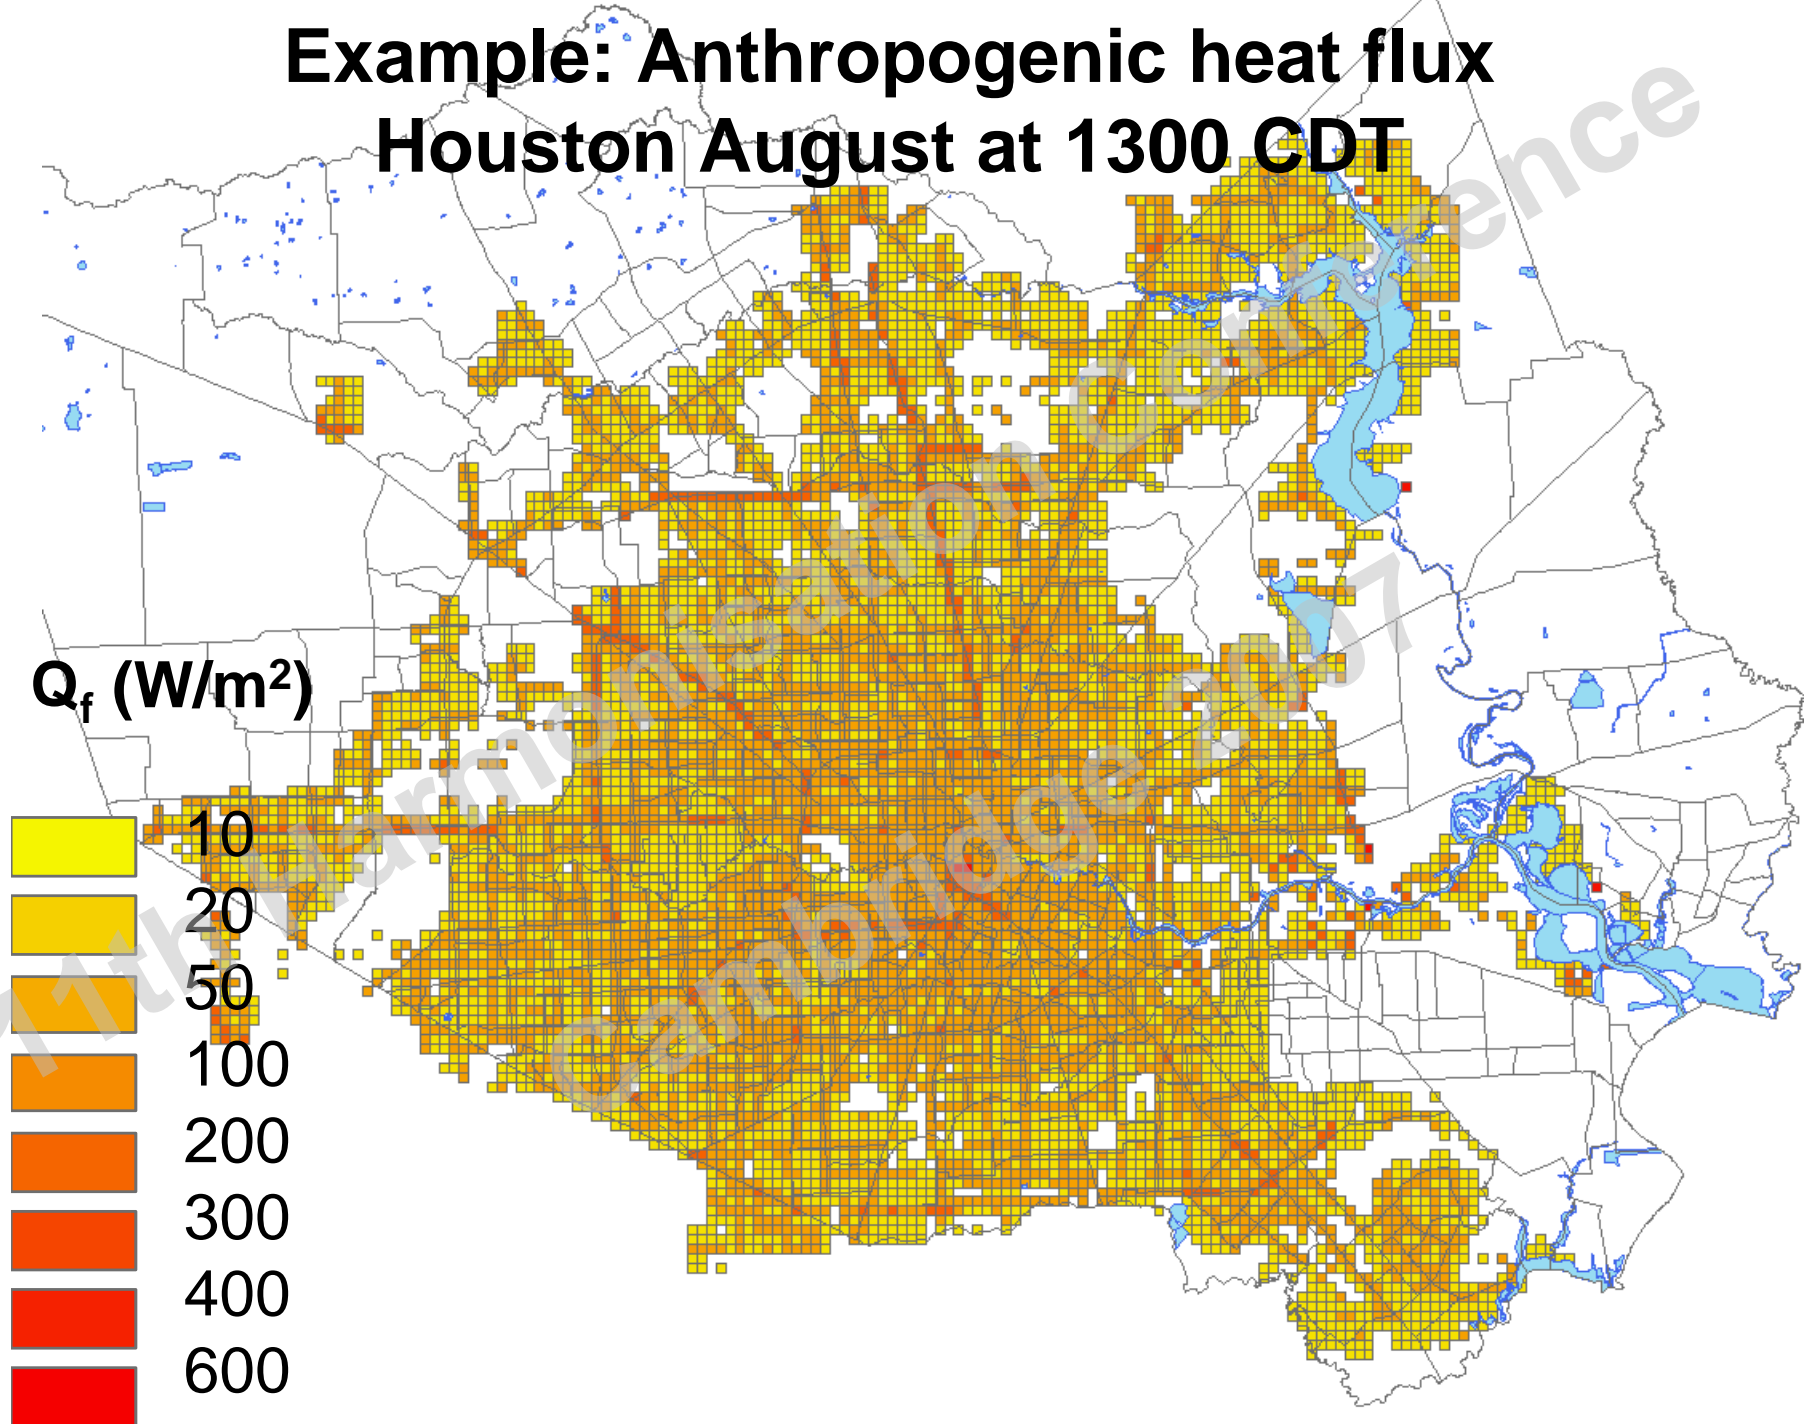 Example: Anthropogenic heat flux
Houston August at 1300 CDT
Qf (W/m²)
10
20
50
100
200
300
400
600
11th Harmonisation Conference
Cambridge 2007